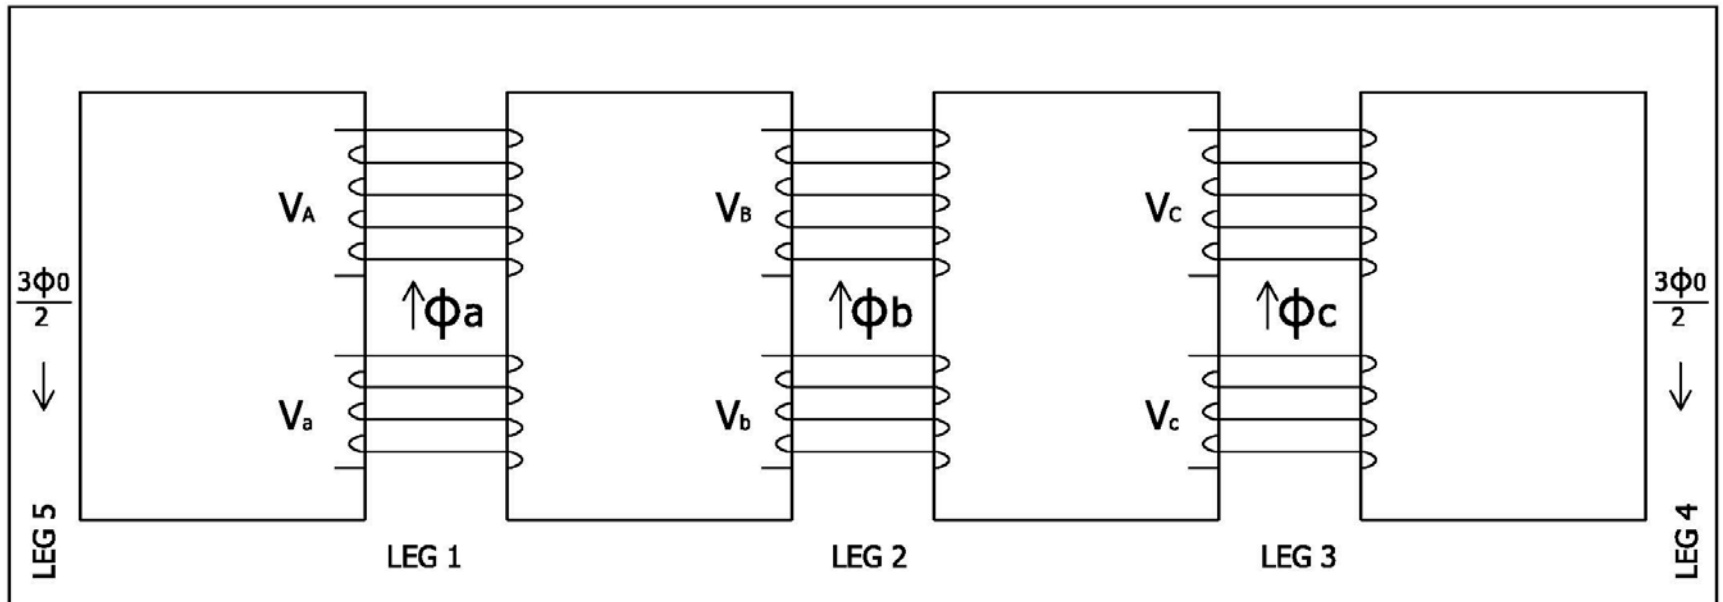 VA
VB
VC
3ϕ0
2
3ϕ0
2
ϕa
ϕb
ϕc
Va
Vb
Vc
LEG 5
LEG 1
LEG 2
LEG 3
LEG 4